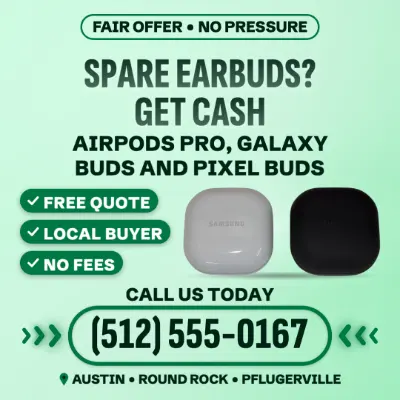 FAIR OFFER • NO PRESSURE
SPARE EARBUDS?
GET CASH
AIRPODS PRO, GALAXY
BUDS AND PIXEL BUDS
FREE QUOTE
LOCAL BUYER
NO FEES
SAMSUNG
CALL US TODAY
(512) 555-0167
AUSTIN • ROUND ROCK • PFLUGERVILLE